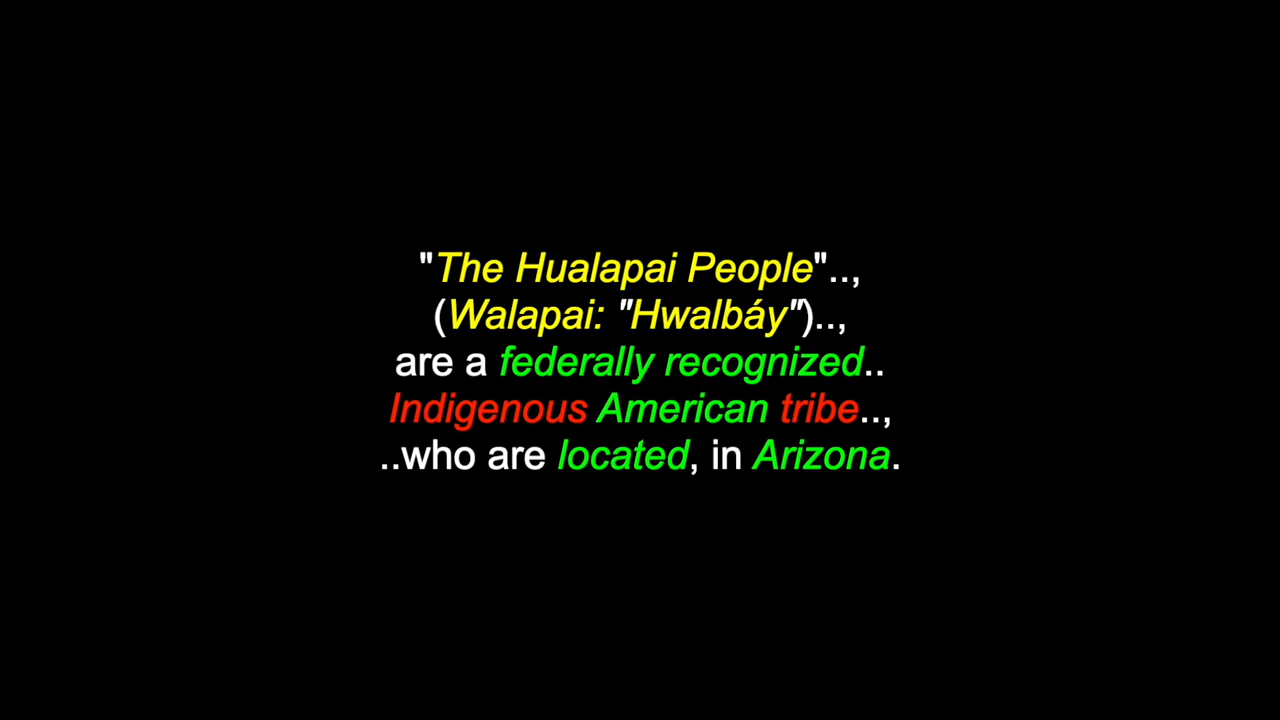 "The Hualapai People"..,
(Walapai: "Hwalbáy")..,
are a federally recognized..
Indigenous American tribe..,
..who are located, in Arizona.